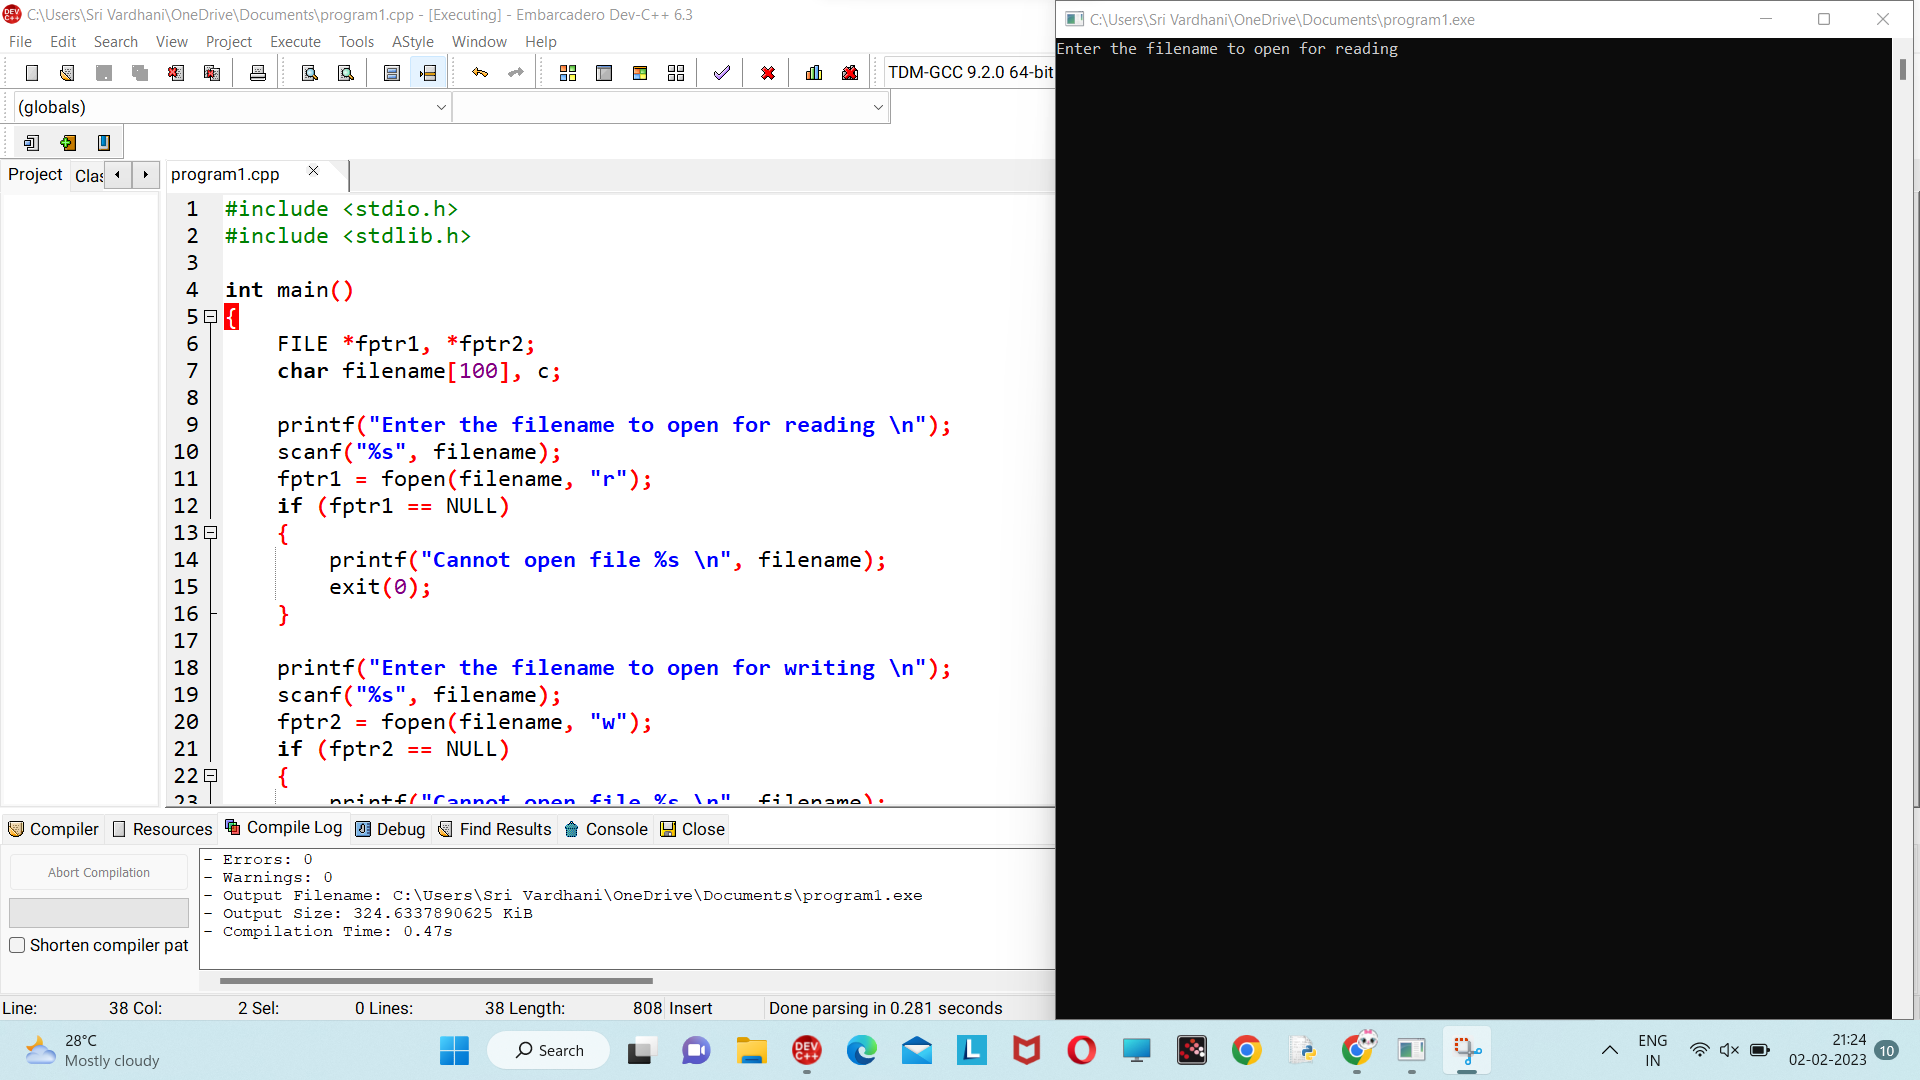 C:\Users\Sri Vardhani\OneDrive\Documents\program1.cpp - [Executing] - Embarcadero Dev-C++ 6.3
File Edit Search View Project Execute Tools AStyle Window Help
TDM-GCC 9.2.0 64-bit
(globals)
Project Clas
program1.cpp
1 #include <stdio.h>
2 #include <stdlib.h>
3
4 int main()
5 {
6 FILE *fptr1, *fptr2;
7 char filename[100], c;
8
9 printf("Enter the filename to open for reading \n");
10 scanf("%s", filename);
11 fptr1 = fopen(filename, "r");
12 if (fptr1 == NULL)
13 {
14 printf("Cannot open file %s \n", filename);
15 exit(0);
16 }
17
18 printf("Enter the filename to open for writing \n");
19 scanf("%s", filename);
20 fptr2 = fopen(filename, "w");
21 if (fptr2 == NULL)
22 {
23 printf("Cannot open file %s \n", filename);
Compiler Resources Compile Log Debug Find Results Console Close
Abort Compilation
Shorten compiler pat
- Errors: 0
- Warnings: 0
- Output Filename: C:\Users\Sri Vardhani\OneDrive\Documents\program1.exe
- Output Size: 324.6337890625 KiB
- Compilation Time: 0.47s
Line: 38 Col: 2 Sel: 0 Lines: 38 Length: 808 Insert Done parsing in 0.281 seconds
C:\Users\Sri Vardhani\OneDrive\Documents\program1.exe
Enter the filename to open for reading
28°C
Mostly cloudy
Search
DEV C++
L
ENG
IN
21:24
02-02-2023
10